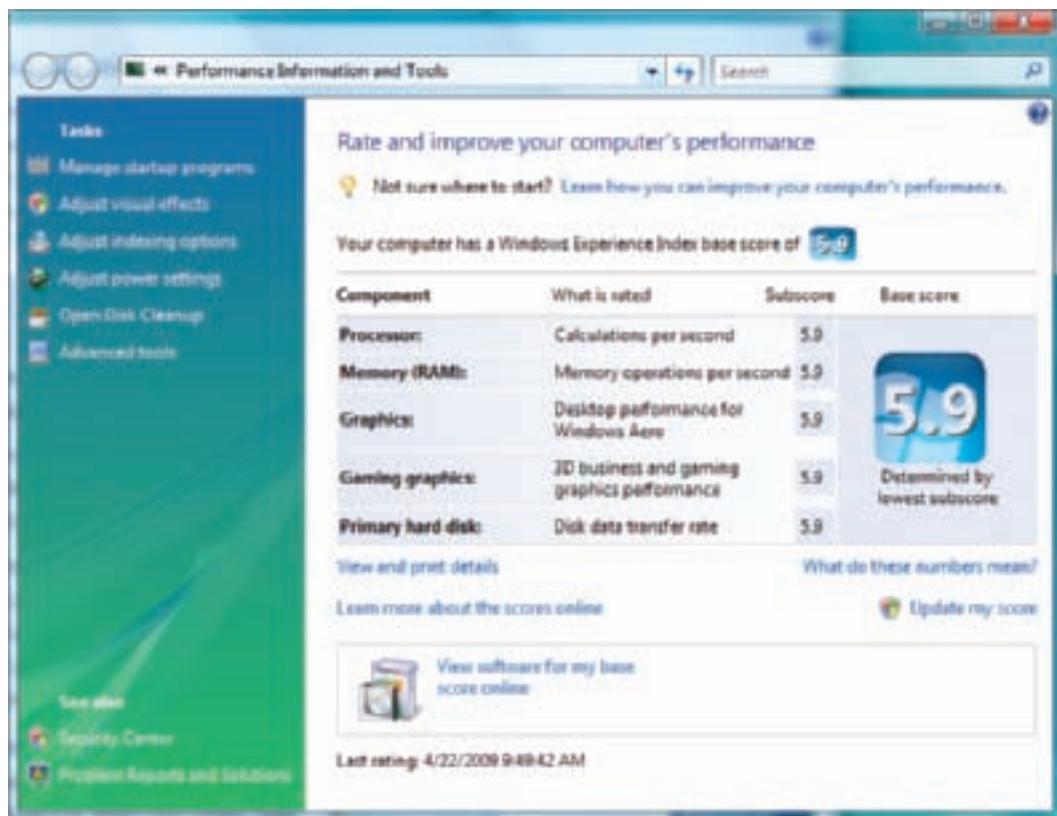 « Performance Information and Tools
Search
Tasks
Manage startup programs
Adjust visual effects
Adjust indexing options
Adjust power settings
Open Disk Cleanup
Advanced tools
See also
Security Center
Problem Reports and Solutions
Rate and improve your computer's performance
Not sure where to start? Learn how you can improve your computer's performance.
Your computer has a Windows Experience Index base score of 5.9
Component What is rated Subscore Base score
Processor: Calculations per second 5.9
Memory (RAM): Memory operations per second 5.9
Graphics: Desktop performance for
Windows Aero 5.9
Gaming graphics: 3D business and gaming
graphics performance 5.9
Primary hard disk: Disk data transfer rate 5.9
5.9
Determined by
lowest subscore
View and print details
What do these numbers mean?
Learn more about the scores online
Update my score
View software for my base
score online
Last rating: 4/22/2009 9:49:42 AM